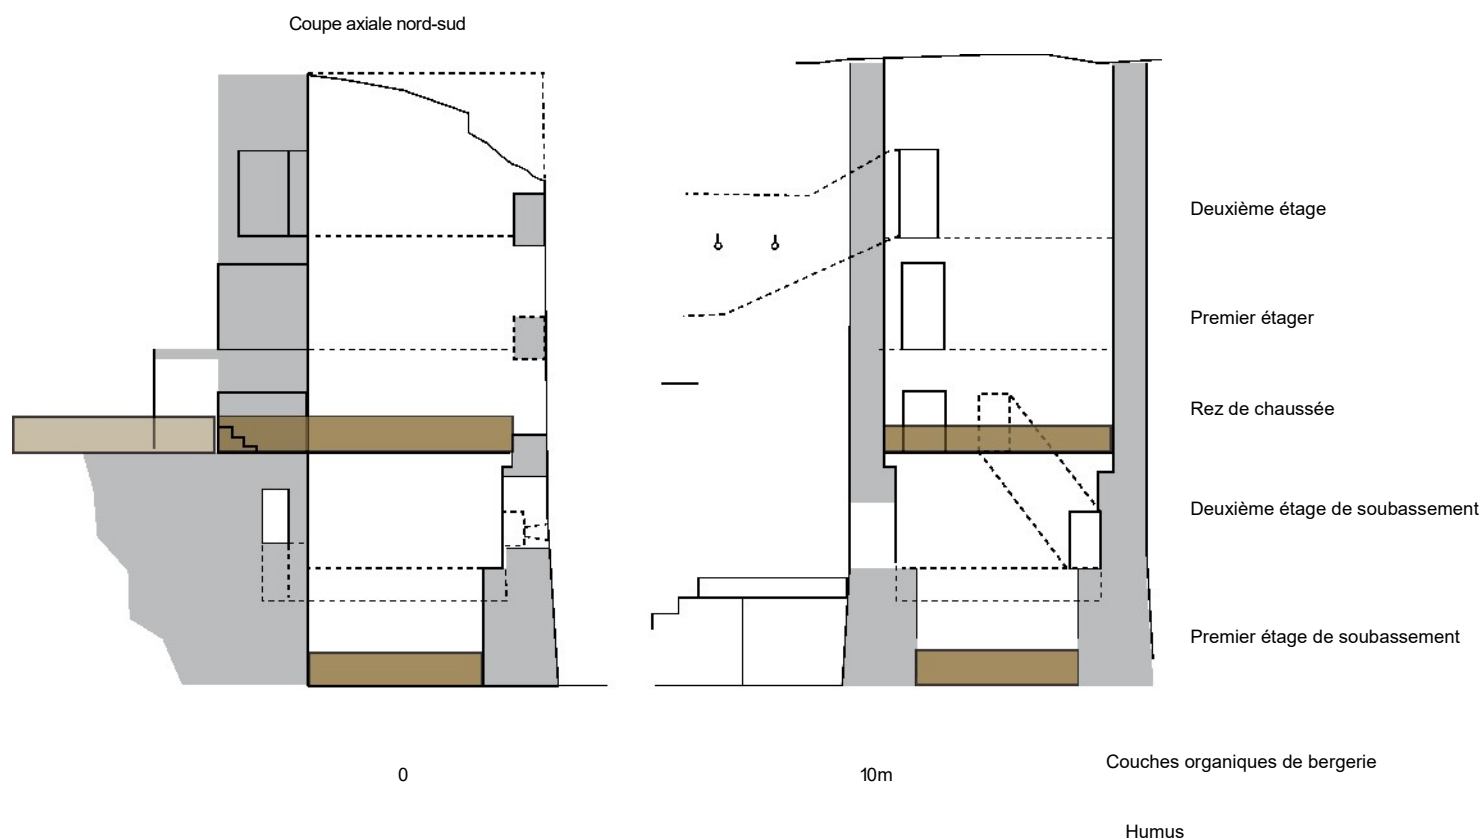 Coupe axiale nord-sud
Deuxième étage
Premier étager
Rez de chaussée
Deuxième étage de soubassement
Premier étage de soubassement
Couches organiques de bergerie
0
10m
Humus